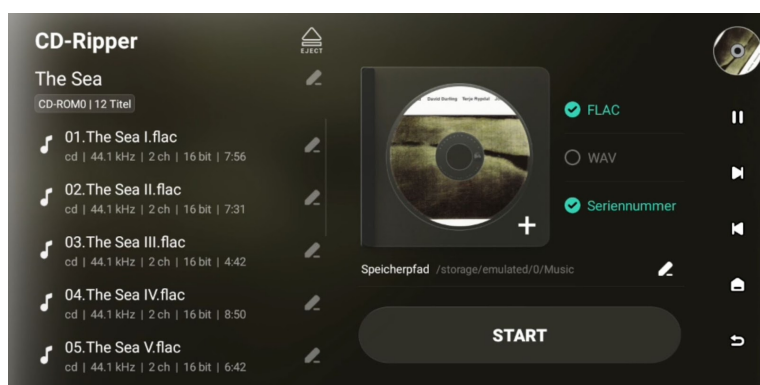 CD-Ripper
EJECT
The Sea
CD-ROM0 | 12 Titel
01.The Sea I.flac
cd | 44.1 kHz | 2 ch | 16 bit | 7:56
02.The Sea II.flac
cd | 44.1 kHz | 2 ch | 16 bit | 7:31
03.The Sea III.flac
cd | 44.1 kHz | 2 ch | 16 bit | 4:42
04.The Sea IV.flac
cd | 44.1 kHz | 2 ch | 16 bit | 8:50
05.The Sea V.flac
cd | 44.1 kHz | 2 ch | 16 bit | 6:42
David Darling Terje Rypdal
FLAC
WAV
Seriennummer
Speicherpfad /storage/emulated/0/Music
START